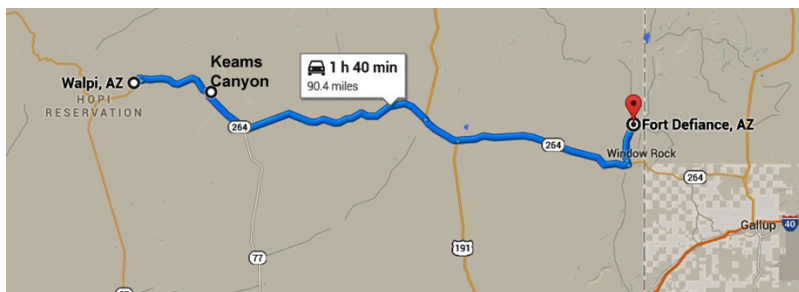 Keams
Canyon
1 h 40 min
90.4 miles
Walpi, AZ
HOPI
RESERVATION
264
Fort Defiance, AZ
264
Window Rock
264
Gallup
40
77
191